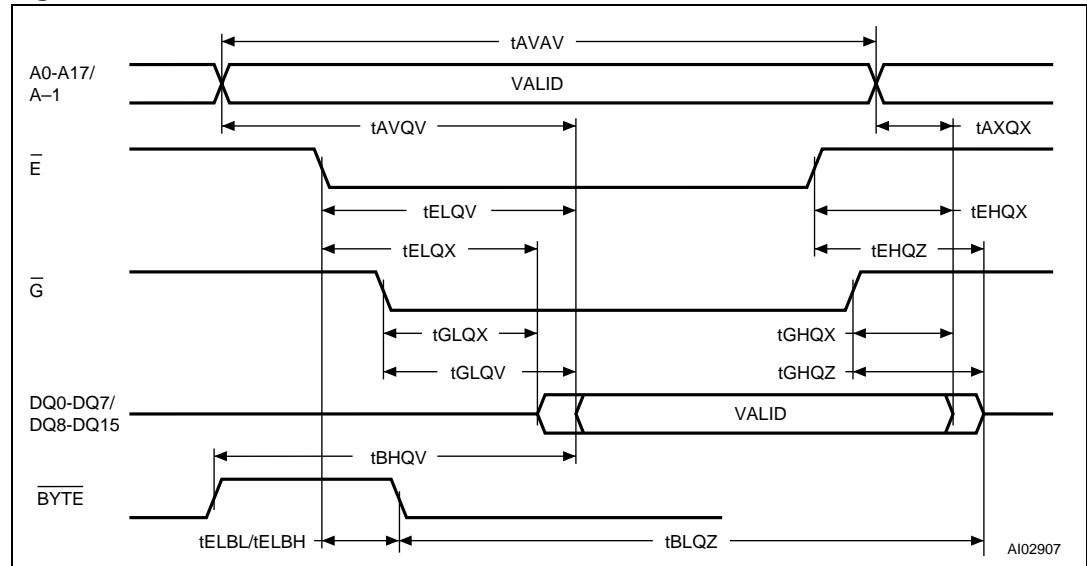 tAVAV
A0-A17/
A–1
VALID
tAVQV
tAXQX
E
tELQV
tEHQX
tELQX
tEHQZ
G
tGLQX
tGHQX
tGLQV
tGHQZ
DQ0-DQ7/
DQ8-DQ15
VALID
tBHQV
BYTE
tELBL/tELBH
tBLQZ
AI02907